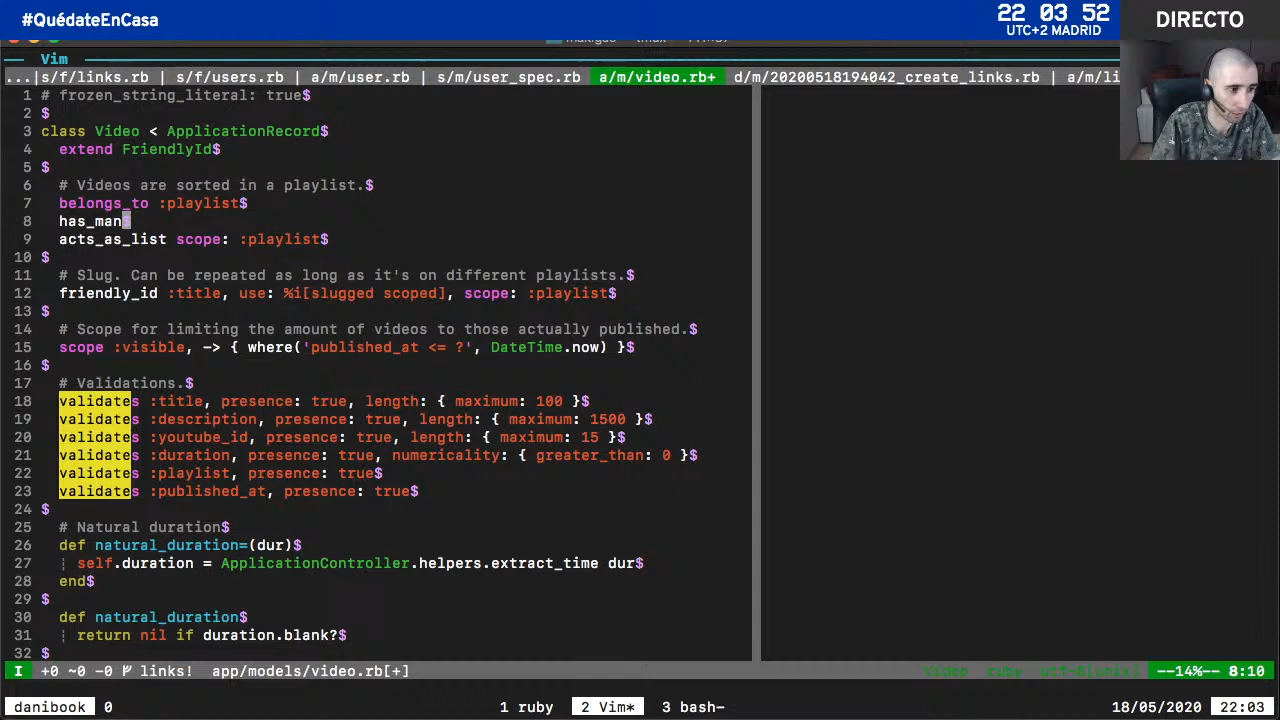 #QuédateEnCasa
22 03 52
UTC+2 MADRID
DIRECTO
Vim
...|s/f/links.rb | s/f/users.rb | a/m/user.rb | s/m/user_spec.rb a/m/video.rb+ d/m/20200518194042_create_links.rb | a/m/li
1 # frozen_string_literal: true$
2 $
3 class Video < ApplicationRecord$
4 extend FriendlyId$
5 $
6 # Videos are sorted in a playlist.$
7 belongs_to :playlist$
8 has_man$
9 acts_as_list scope: :playlist$
10 $
11 # Slug. Can be repeated as long as it's on different playlists.$
12 friendly_id :title, use: %i[slugged scoped], scope: :playlist$
13 $
14 # Scope for limiting the amount of videos to those actually published.$
15 scope :visible, -> { where('published_at <= ?', DateTime.now) }$
16 $
17 # Validations.$
18 validates :title, presence: true, length: { maximum: 100 }$
19 validates :description, presence: true, length: { maximum: 1500 }$
20 validates :youtube_id, presence: true, length: { maximum: 15 }$
21 validates :duration, presence: true, numericality: { greater_than: 0 }$
22 validates :playlist, presence: true$
23 validates :published_at, presence: true$
24 $
25 # Natural duration$
26 def natural_duration=(dur)$
27 ¦ self.duration = ApplicationController.helpers.extract_time dur$
28 end$
29 $
30 def natural_duration$
31 ¦ return nil if duration.blank?$
32 $
I +0 ~0 -0 links! app/models/video.rb[+] Video ruby utf-8[unix] --14%-- 8:10
danibook 0 1 ruby 2 Vim* 3 bash- 18/05/2020 22:03